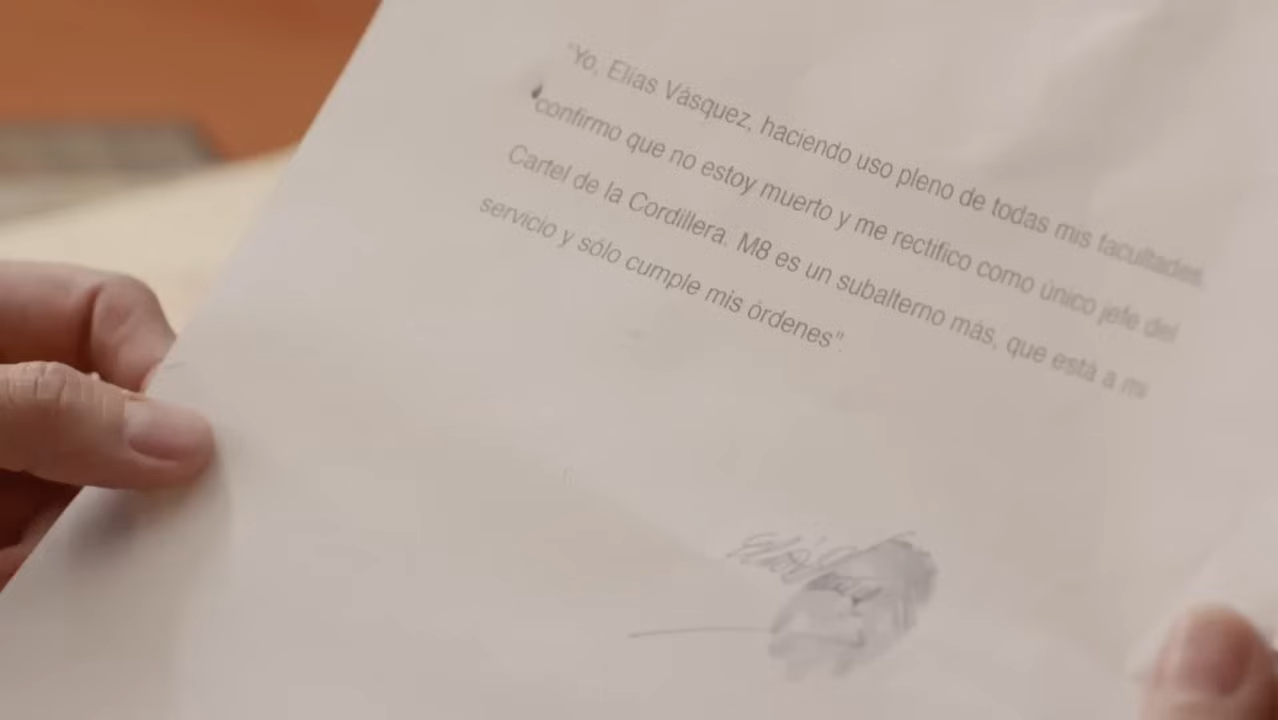 "Yo, Elías Vásquez, haciendo uso pleno de todas mis facultades,
confirmo que no estoy muerto y me rectifico como único jefe del
Cartel de la Cordillera. M8 es un subalterno más, que está a mi
servicio y sólo cumple mis órdenes".